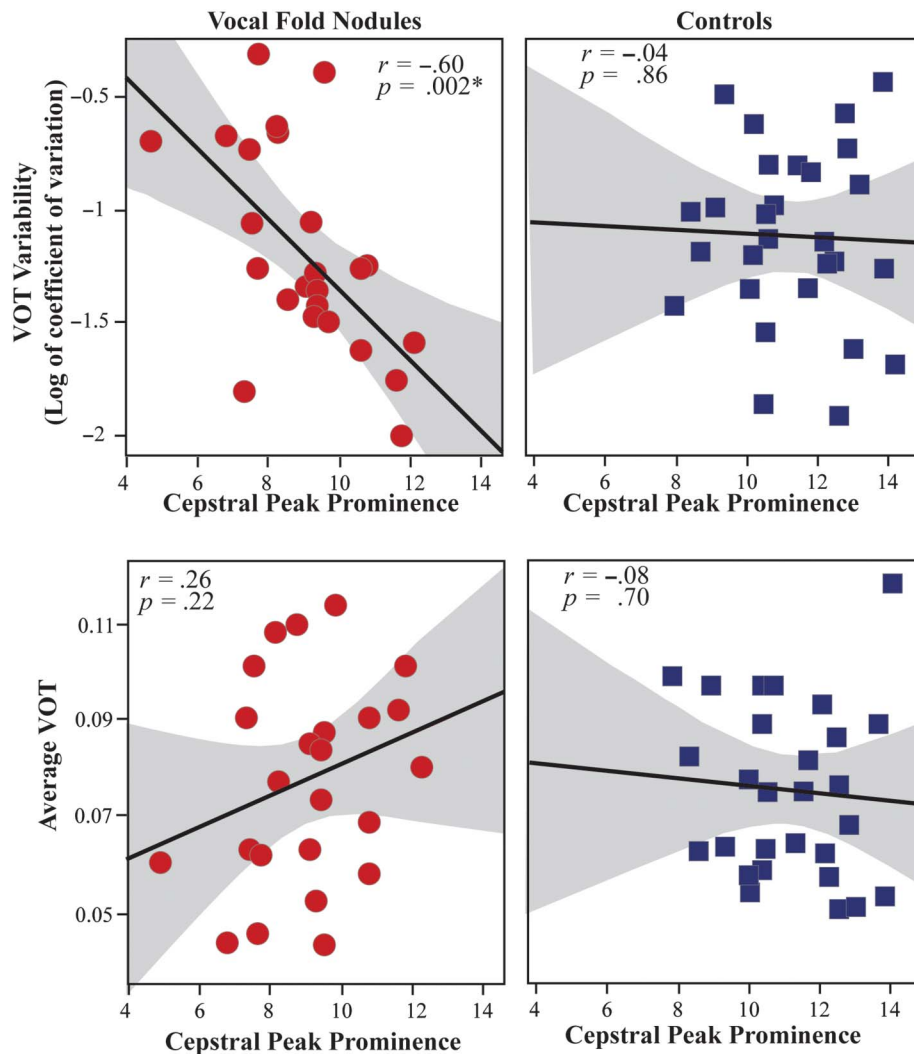 Vocal Fold Nodules
Controls
r = –.60
p = .002*
r = –.04
p = .86
VOT Variability
(Log of coefficient of variation)
−0.5
−1
−1.5
−2
4 6 8 10 12 14
4 6 8 10 12 14
Cepstral Peak Prominence
Cepstral Peak Prominence
r = .26
p = .22
r = –.08
p = .70
Average VOT
0.11
0.09
0.07
0.05
4 6 8 10 12 14
4 6 8 10 12 14
Cepstral Peak Prominence
Cepstral Peak Prominence